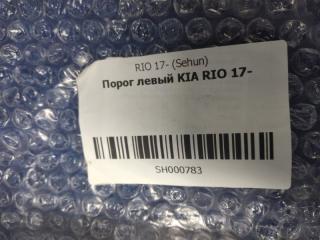 RIO 17- (Sehun)
Порог левый KIA RIO 17-
SH000783